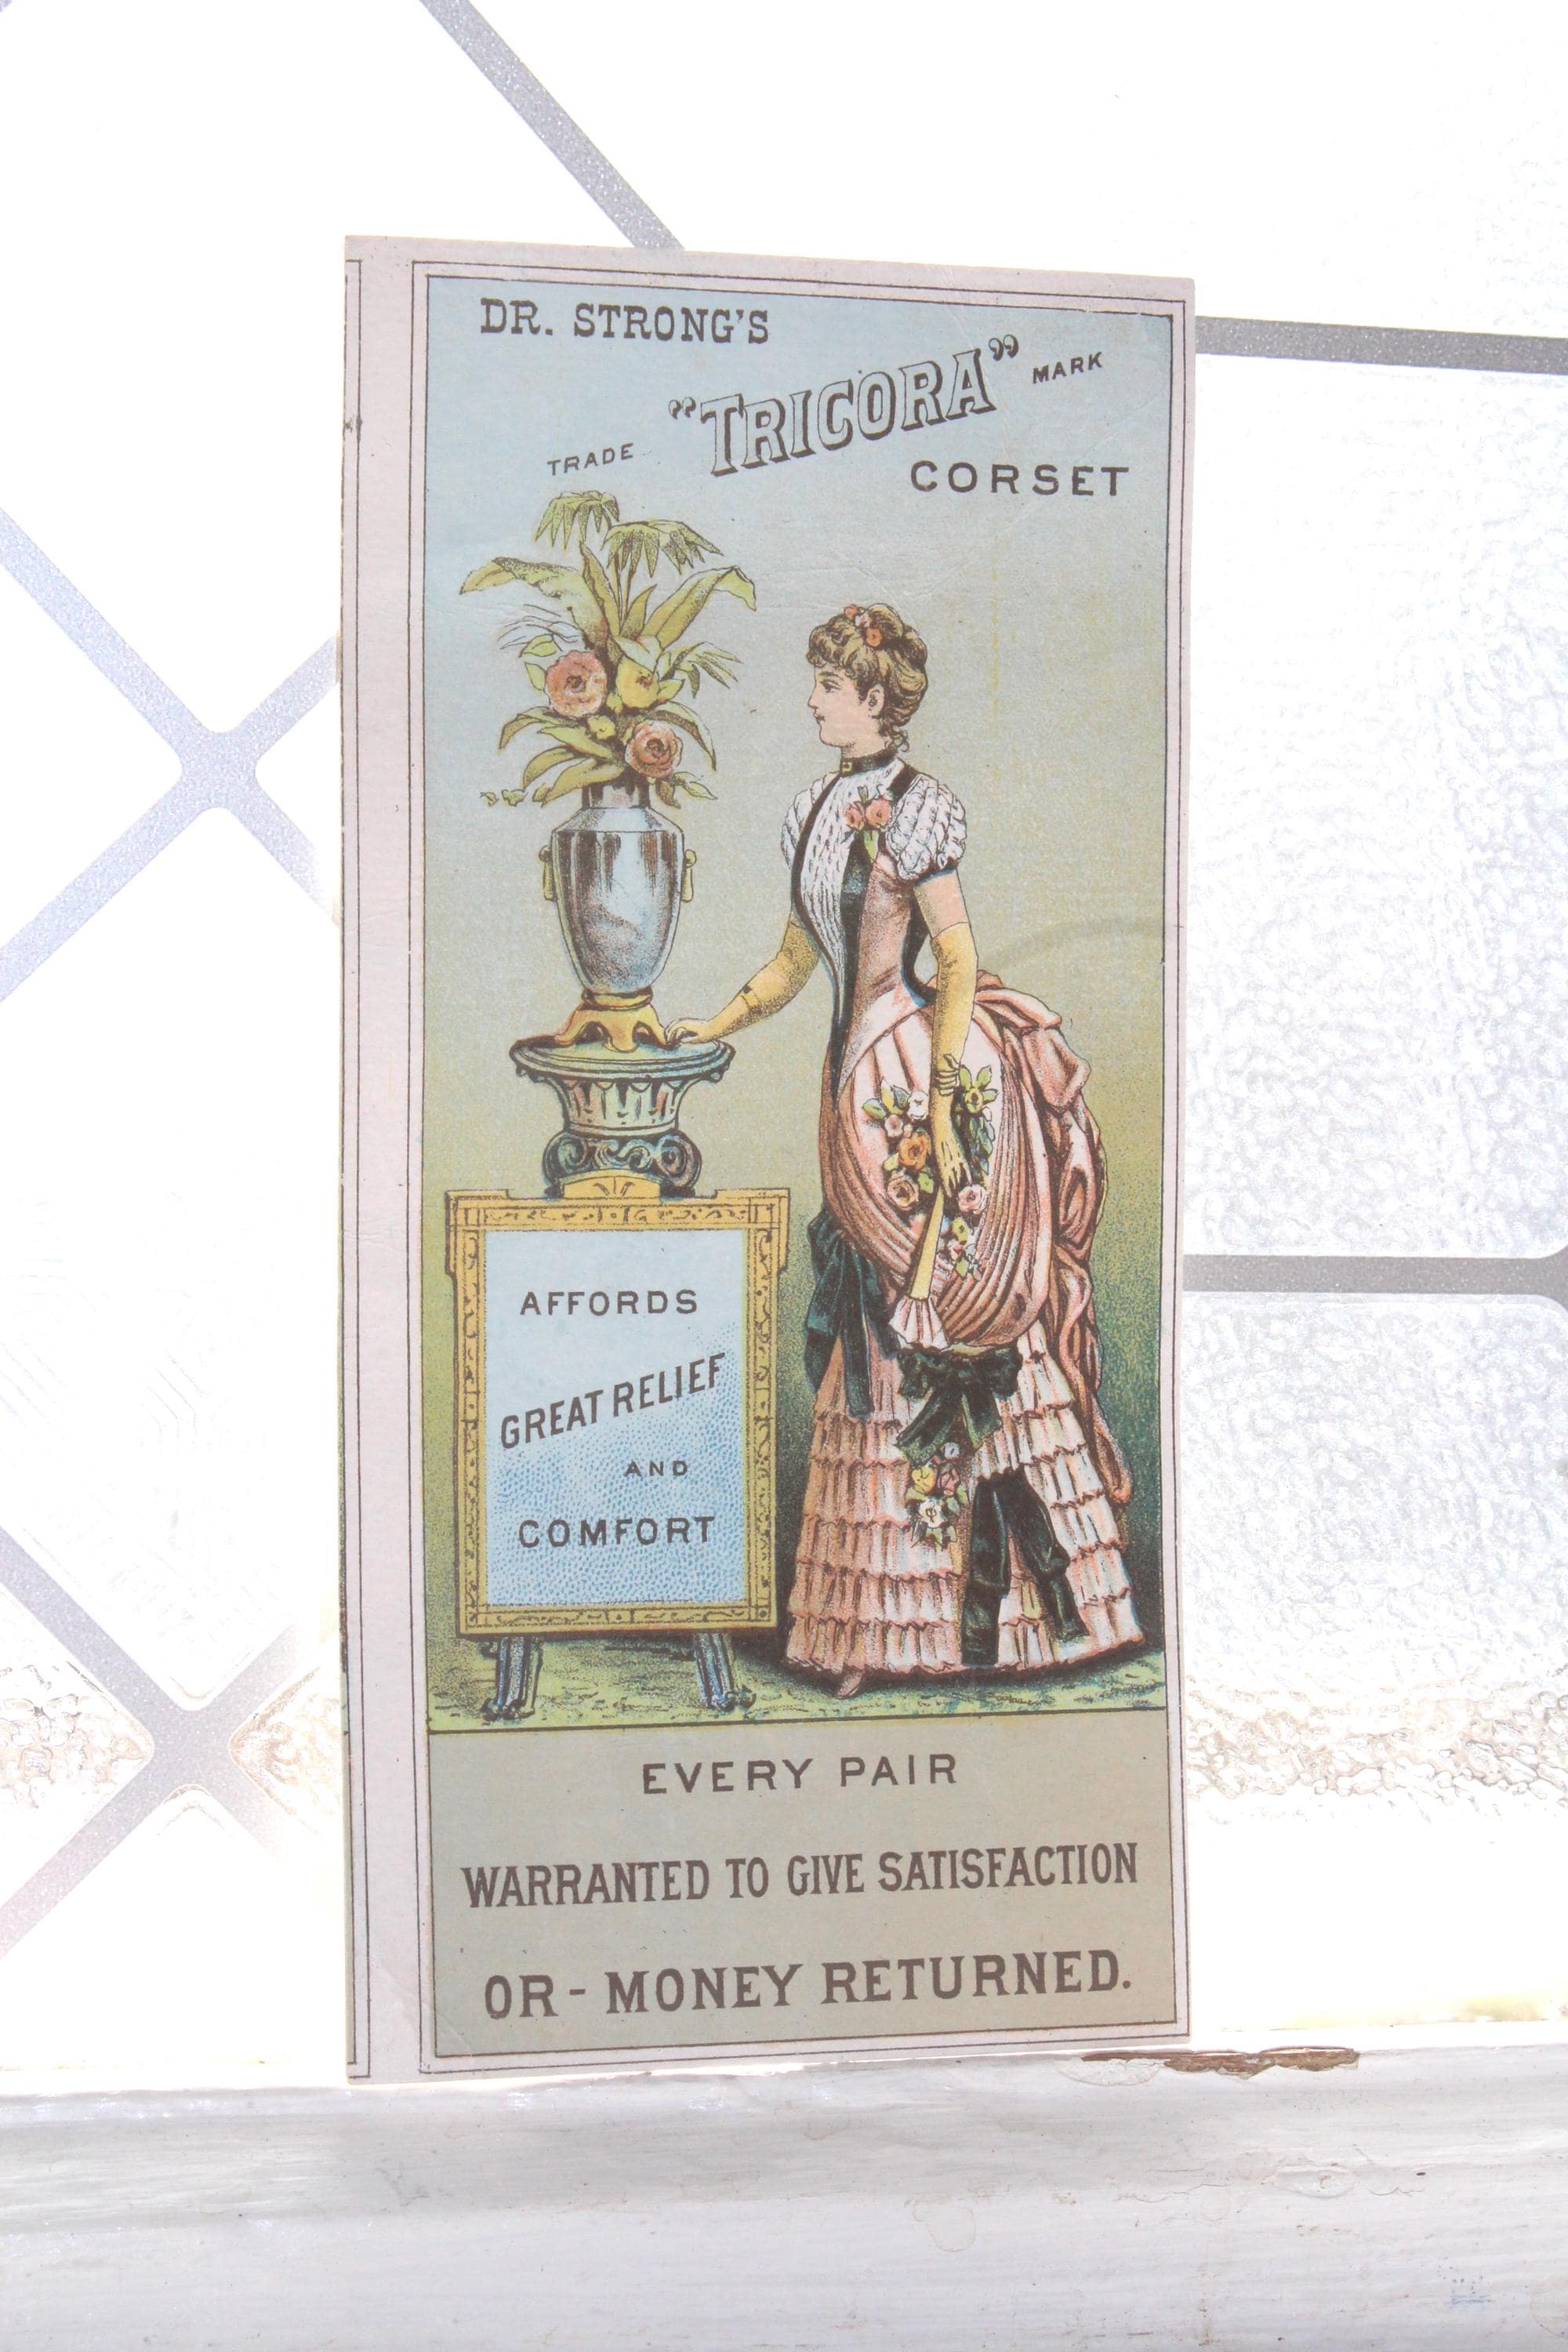 DR. STRONG'S
TRADE "TRICORA" MARK
CORSET
AFFORDS
GREAT RELIEF
AND
COMFORT
EVERY PAIR
WARRANTED TO GIVE SATISFACTION
OR - MONEY RETURNED.